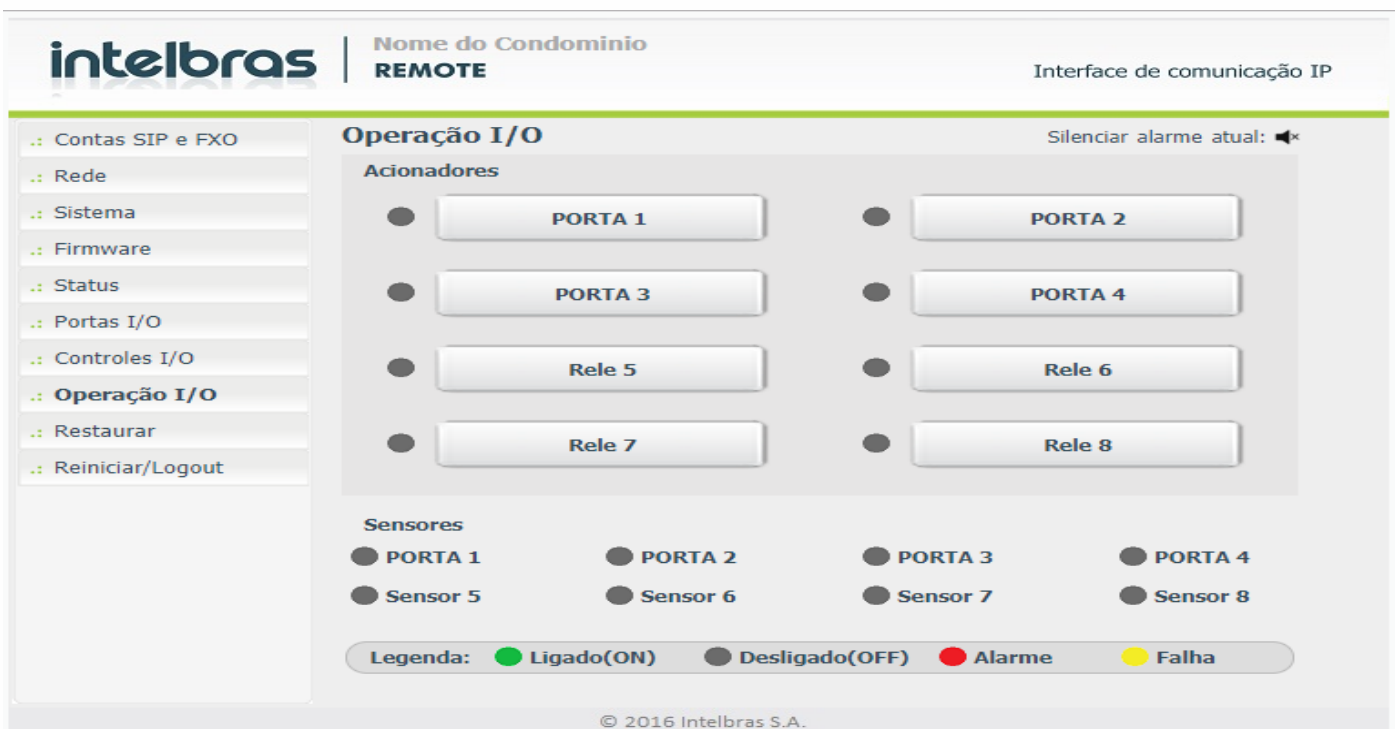 intelbras
Nome do Condominio
REMOTE
Interface de comunicação IP
.: Contas SIP e FXO
.: Rede
.: Sistema
.: Firmware
.: Status
.: Portas I/O
.: Controles I/O
.: Operação I/O
.: Restaurar
.: Reiniciar/Logout
Operação I/O
Silenciar alarme atual:
Acionadores
PORTA 1
PORTA 2
PORTA 3
PORTA 4
Rele 5
Rele 6
Rele 7
Rele 8
Sensores
PORTA 1 PORTA 2 PORTA 3 PORTA 4
Sensor 5 Sensor 6 Sensor 7 Sensor 8
Legenda: Ligado(ON) Desligado(OFF) Alarme Falha
© 2016 Intelbras S.A.